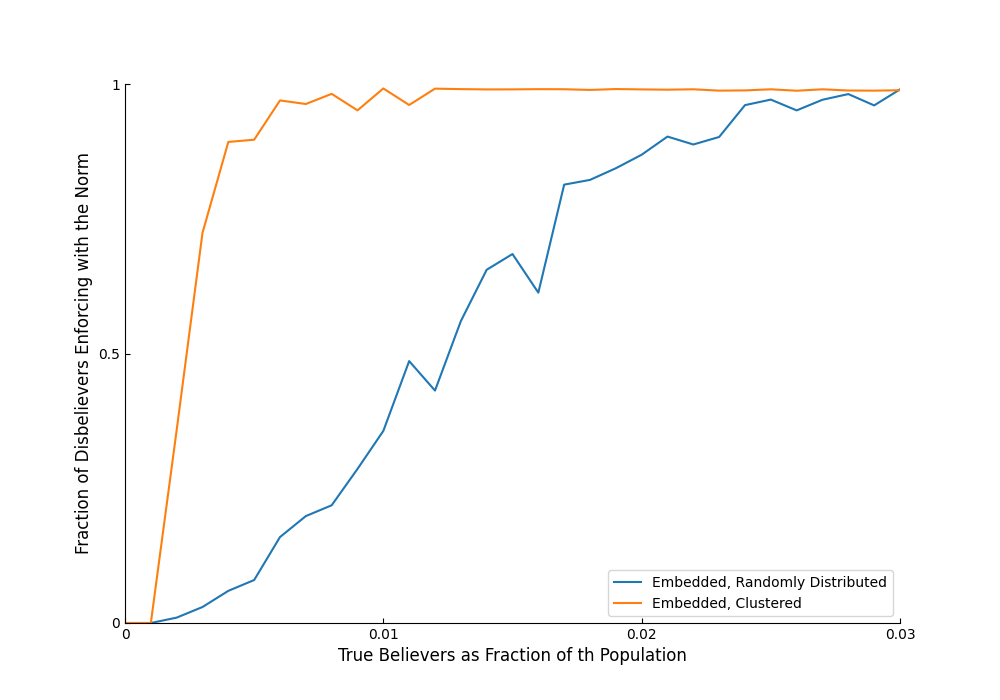 1
0.5
0
0
0.01
0.02
0.03
Fraction of Disbelievers Enforcing with the Norm
True Believers as Fraction of th Population
Embedded, Randomly Distributed
Embedded, Clustered